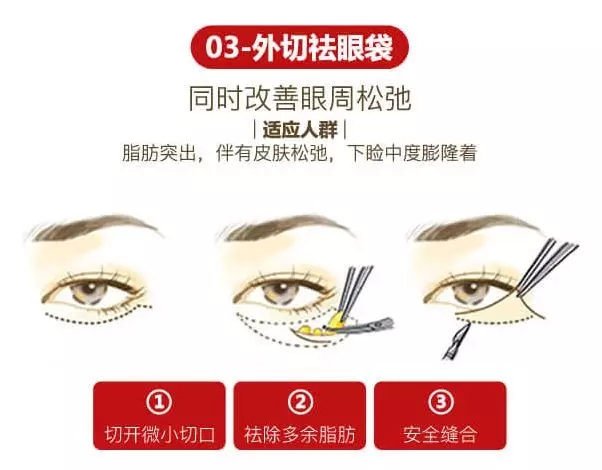 03-外切祛眼袋
同时改善眼周松弛
|适应人群|
脂肪突出，伴有皮肤松弛，下睑中度膨隆着
①
切开微小切口
②
祛除多余脂肪
③
安全缝合